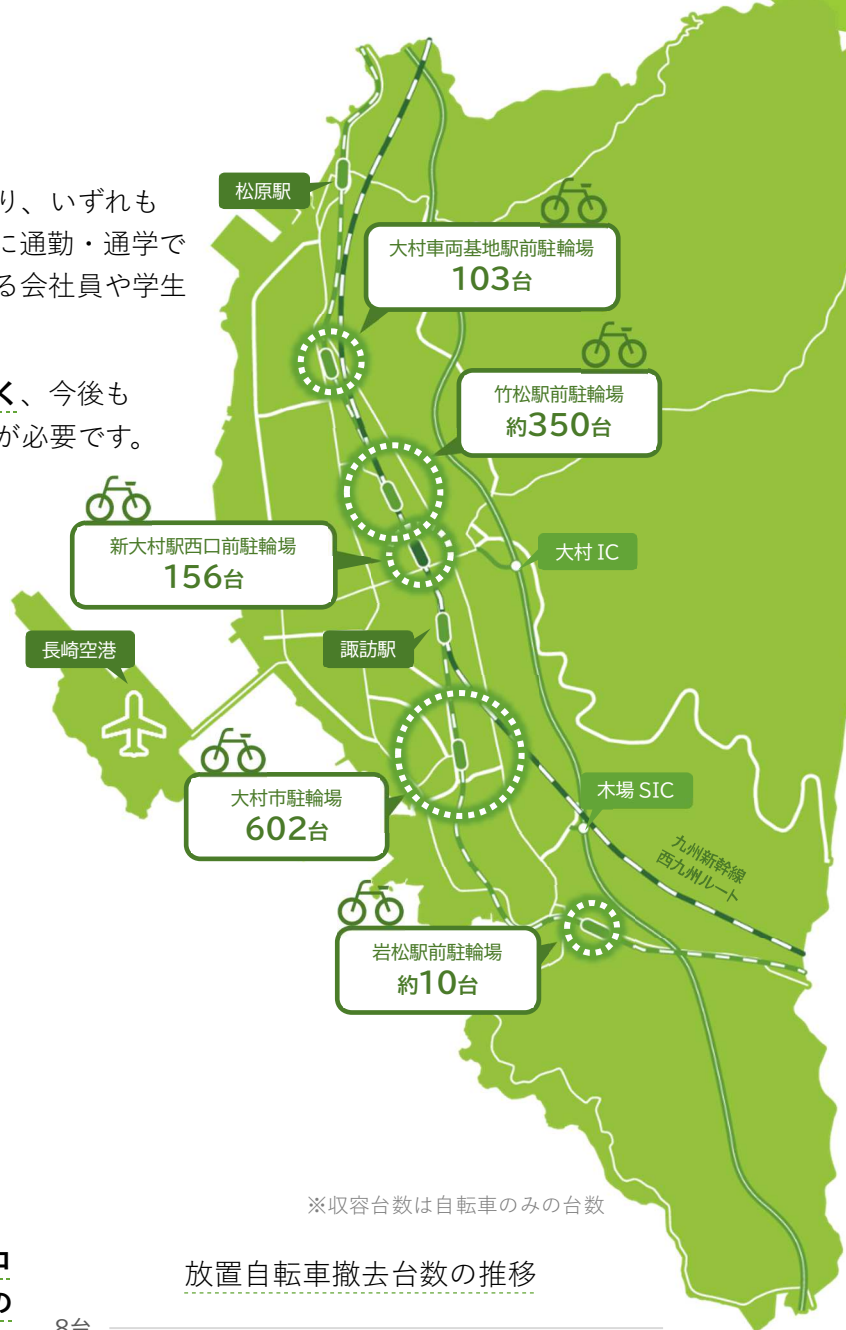 り、いずれも
に通勤・通学で
る会社員や学生
く、今後も
が必要です。
松原駅
大村車両基地駅前駐輪場
103台
竹松駅前駐輪場
約350台
新大村駅西口前駐輪場
156台
大村 IC
長崎空港
諏訪駅
大村市駐輪場
602台
木場 SIC
九州新幹線
西九州ルート
岩松駅前駐輪場
約10台
※収容台数は自転車のみの台数
放置自転車撤去台数の推移
の
8台